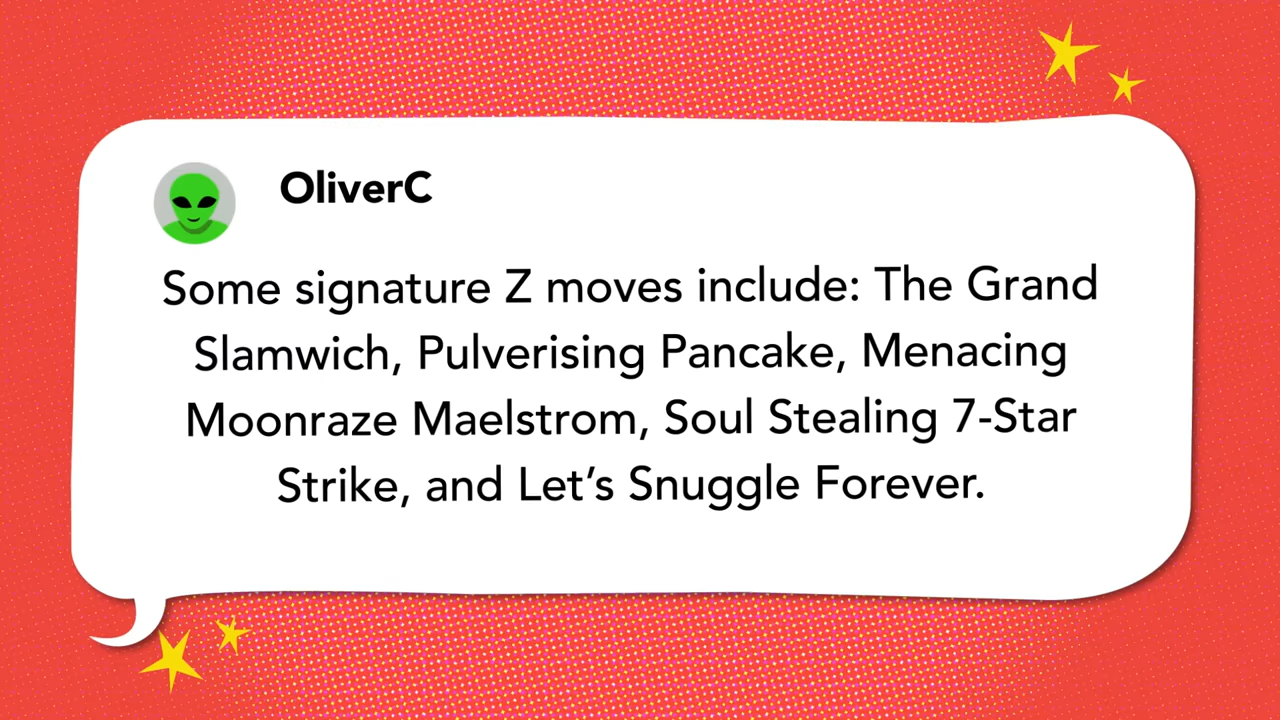 OliverC
Some signature Z moves include: The Grand
Slamwich, Pulverising Pancake, Menacing
Moonraze Maelstrom, Soul Stealing 7-Star
Strike, and Let’s Snuggle Forever.